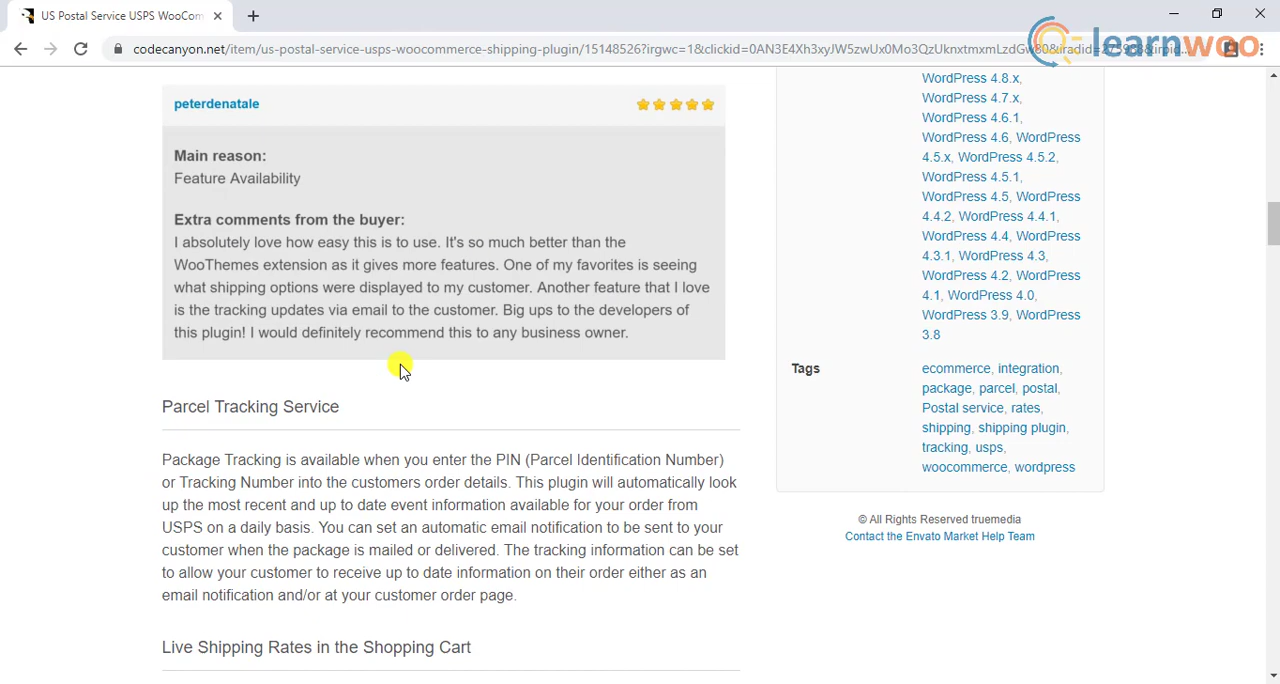 US Postal Service USPS WooCom
codecanyon.net/item/us-postal-service-usps-woocommerce-shipping-plugin/15148526?irgwc=1&clickid=0AN3E4Xh3xyJW5zwUx0Mo3QzUknxtmxmLzdGw
learnwoo
peterdenatale
Main reason:
Feature Availability
Extra comments from the buyer:
I absolutely love how easy this is to use. It's so much better than the
WooThemes extension as it gives more features. One of my favorites is seeing
what shipping options were displayed to my customer. Another feature that I love
is the tracking updates via email to the customer. Big ups to the developers of
this plugin! I would definitely recommend this to any business owner.
Parcel Tracking Service
Package Tracking is available when you enter the PIN (Parcel Identification Number)
or Tracking Number into the customers order details. This plugin will automatically look
up the most recent and up to date event information available for your order from
USPS on a daily basis. You can set an automatic email notification to be sent to your
customer when the package is mailed or delivered. The tracking information can be set
to allow your customer to receive up to date information on their order either as an
email notification and/or at your customer order page.
Live Shipping Rates in the Shopping Cart
WordPress 4.8.x,
WordPress 4.7.x,
WordPress 4.6.1,
WordPress 4.6, WordPress
4.5.x, WordPress 4.5.2,
WordPress 4.5.1,
WordPress 4.5, WordPress
4.4.2, WordPress 4.4.1,
WordPress 4.4, WordPress
4.3.1, WordPress 4.3,
WordPress 4.2, WordPress
4.1, WordPress 4.0,
WordPress 3.9, WordPress
3.8
Tags
ecommerce, integration,
package, parcel, postal,
Postal service, rates,
shipping, shipping plugin,
tracking, usps,
woocommerce, wordpress
© All Rights Reserved truemedia
Contact the Envato Market Help Team